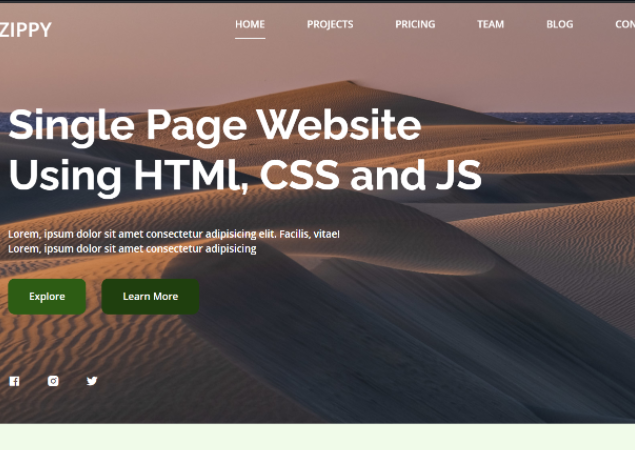 ZIPPY
HOME PROJECTS PRICING TEAM BLOG CON
Single Page Website
Using HTMl, CSS and JS
Lorem, ipsum dolor sit amet consectetur adipisicing elit. Facilis, vitae!
Lorem, ipsum dolor sit amet consectetur adipisicing
Explore Learn More